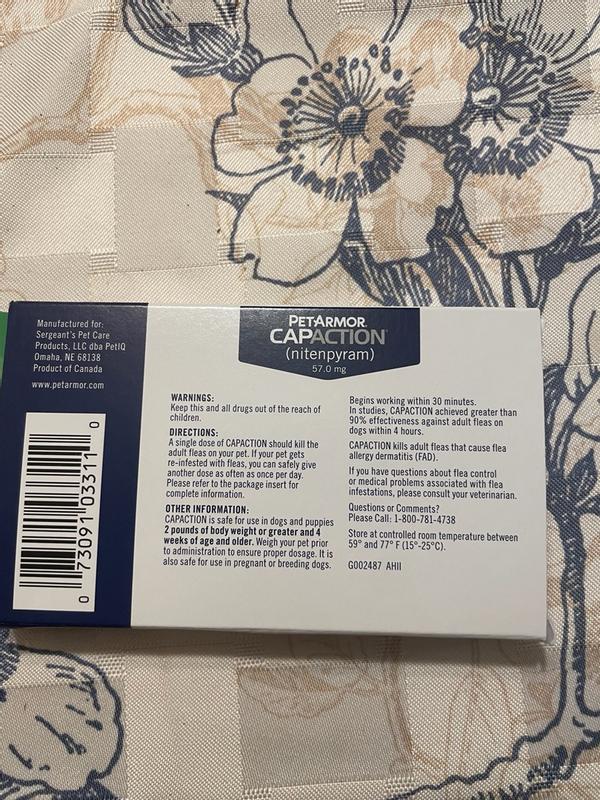 Manufactured for:
Sergeant's Pet Care
Products, LLC dba PetIQ
Omaha, NE 68138
Product of Canada
www.petarmor.com
0 73091 03311 0
PETARMOR
CAPACTION
(nitenpyram)
57.0 mg
WARNINGS:
Keep this and all drugs out of the reach of
children.
DIRECTIONS:
A single dose of CAPACTION should kill the
adult fleas on your pet. If your pet gets
re-infested with fleas, you can safely give
another dose as often as once per day.
Please refer to the package insert for
complete information.
OTHER INFORMATION:
CAPACTION is safe for use in dogs and puppies
2 pounds of body weight or greater and 4
weeks of age and older. Weigh your pet prior
to administration to ensure proper dosage. It is
also safe for use in pregnant or breeding dogs.
Begins working within 30 minutes.
In studies, CAPACTION achieved greater than
90% effectiveness against adult fleas on
dogs within 4 hours.
CAPACTION kills adult fleas that cause flea
allergy dermatitis (FAD).
If you have questions about flea control
or medical problems associated with flea
infestations, please consult your veterinarian.
Questions or Comments?
Please Call: 1-800-781-4738
Store at controlled room temperature between
59° and 77° F (15°-25°C).
G002487 AHII